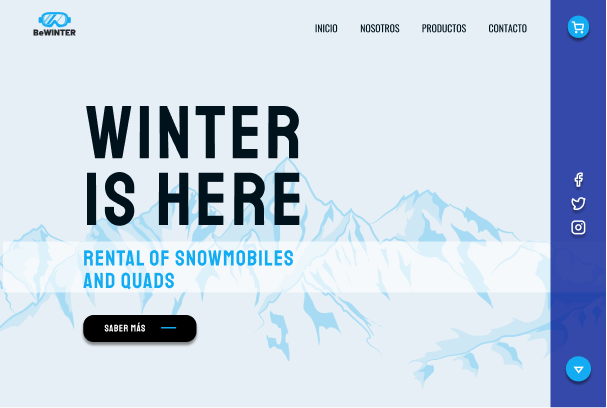 BeWINTER
INICIO
NOSOTROS
PRODUCTOS
CONTACTO
WINTER
IS HERE
RENTAL OF SNOWMOBILES
AND QUADS
SABER MÁS